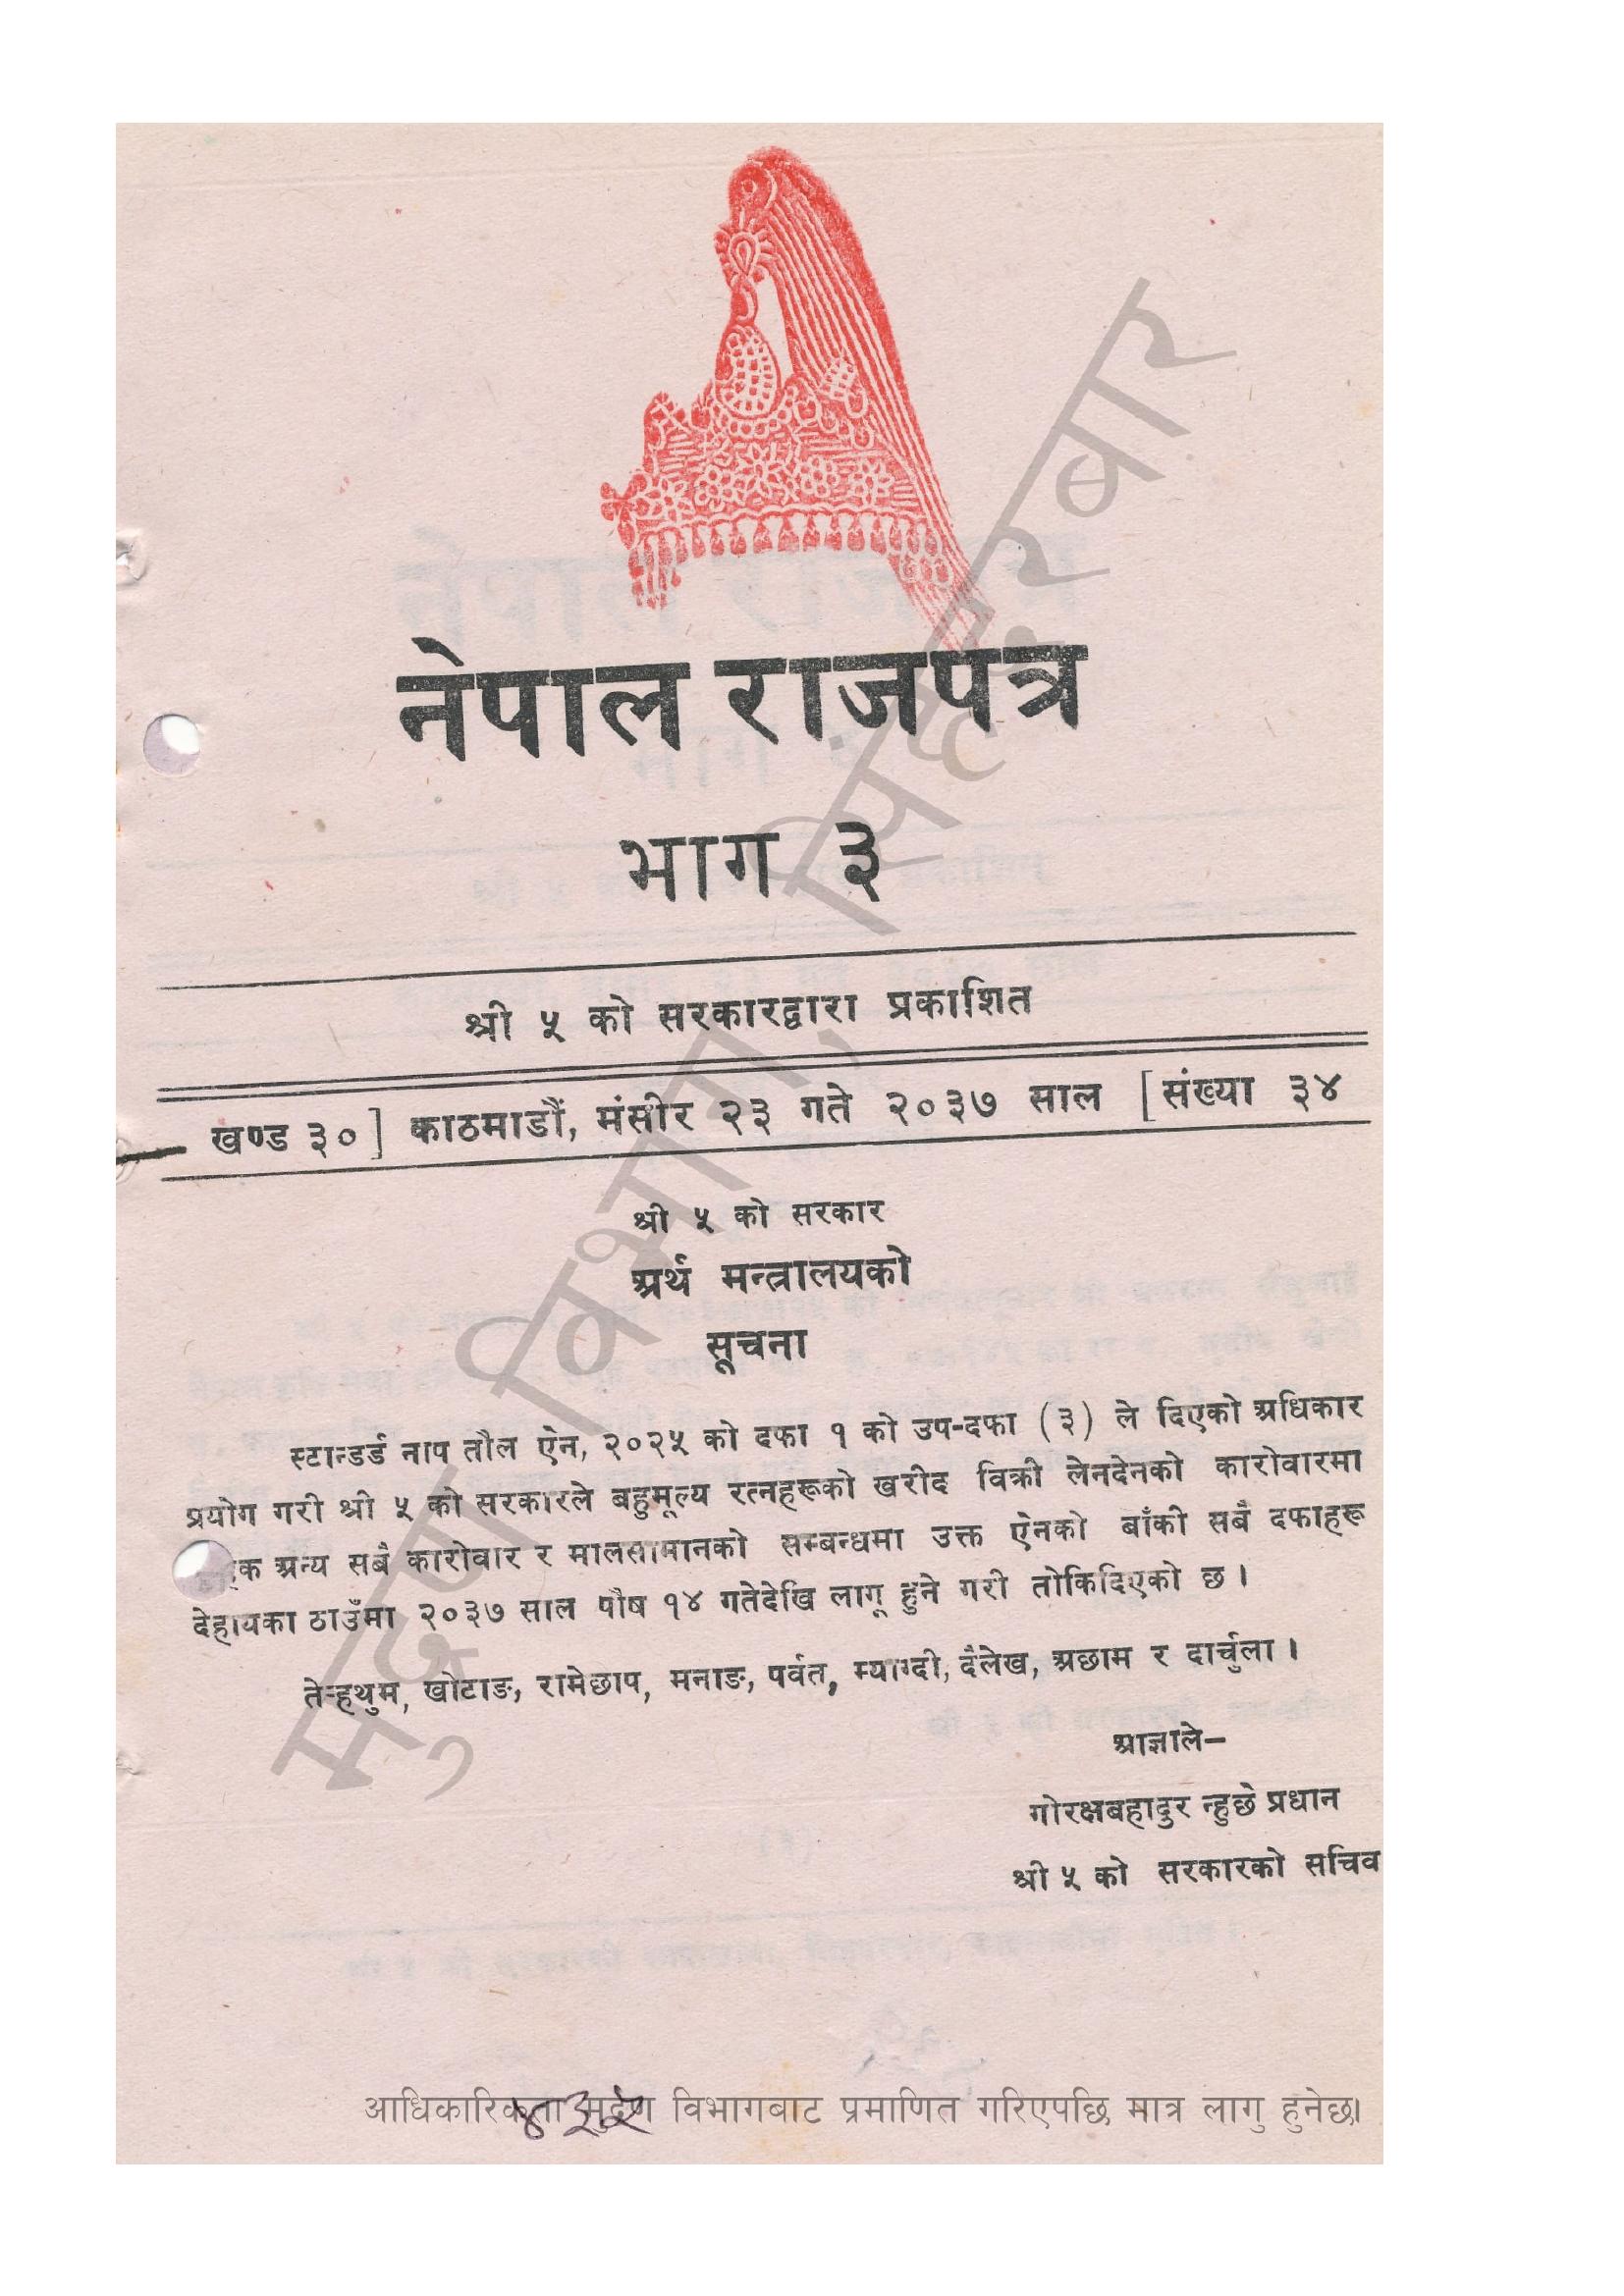 नेपाल राजपत्र
भाग ३
श्री ५ को सरकारद्वारा प्रकाशित
खण्ड ३०] काठमाडौं, मंसीर २३ गते २०३७ साल [संख्या ३४
श्री ५ को सरकार
अर्थ मन्त्रालयको
सूचना
स्टान्डर्ड नाप तौल ऐन, २०२५ को दफा १ को उप-दफा (३) ले दिएको अधिकार
प्रयोग गरी श्री ५ को सरकारले बहुमूल्य रत्नहरूको खरीद विक्री लेनदेनको कारोवारमा
अन्य सबै कारोवार र मालसामानको सम्बन्धमा उक्त ऐनको बाँकी सबै दफाहरू
देहायका ठाउँमा २०३७ साल पौष १४ गतेदेखि लागू हुने गरी तोकिदिएको छ ।
तेर्‍हथुम, खोटाङ, रामेछाप, मनाङ, पर्वत, म्याग्दी, दैलेख, अछाम र दार्चुला ।
आज्ञाले–
गोरक्षबहादुर न्हुछे प्रधान
श्री ५ को सरकारको सचिव
मुद्रण विभाग, सिंहदरबार
आधिकारिकता मुद्रण विभागबाट प्रमाणित गरिएपछि मात्र लागु हुनेछ।
४३५